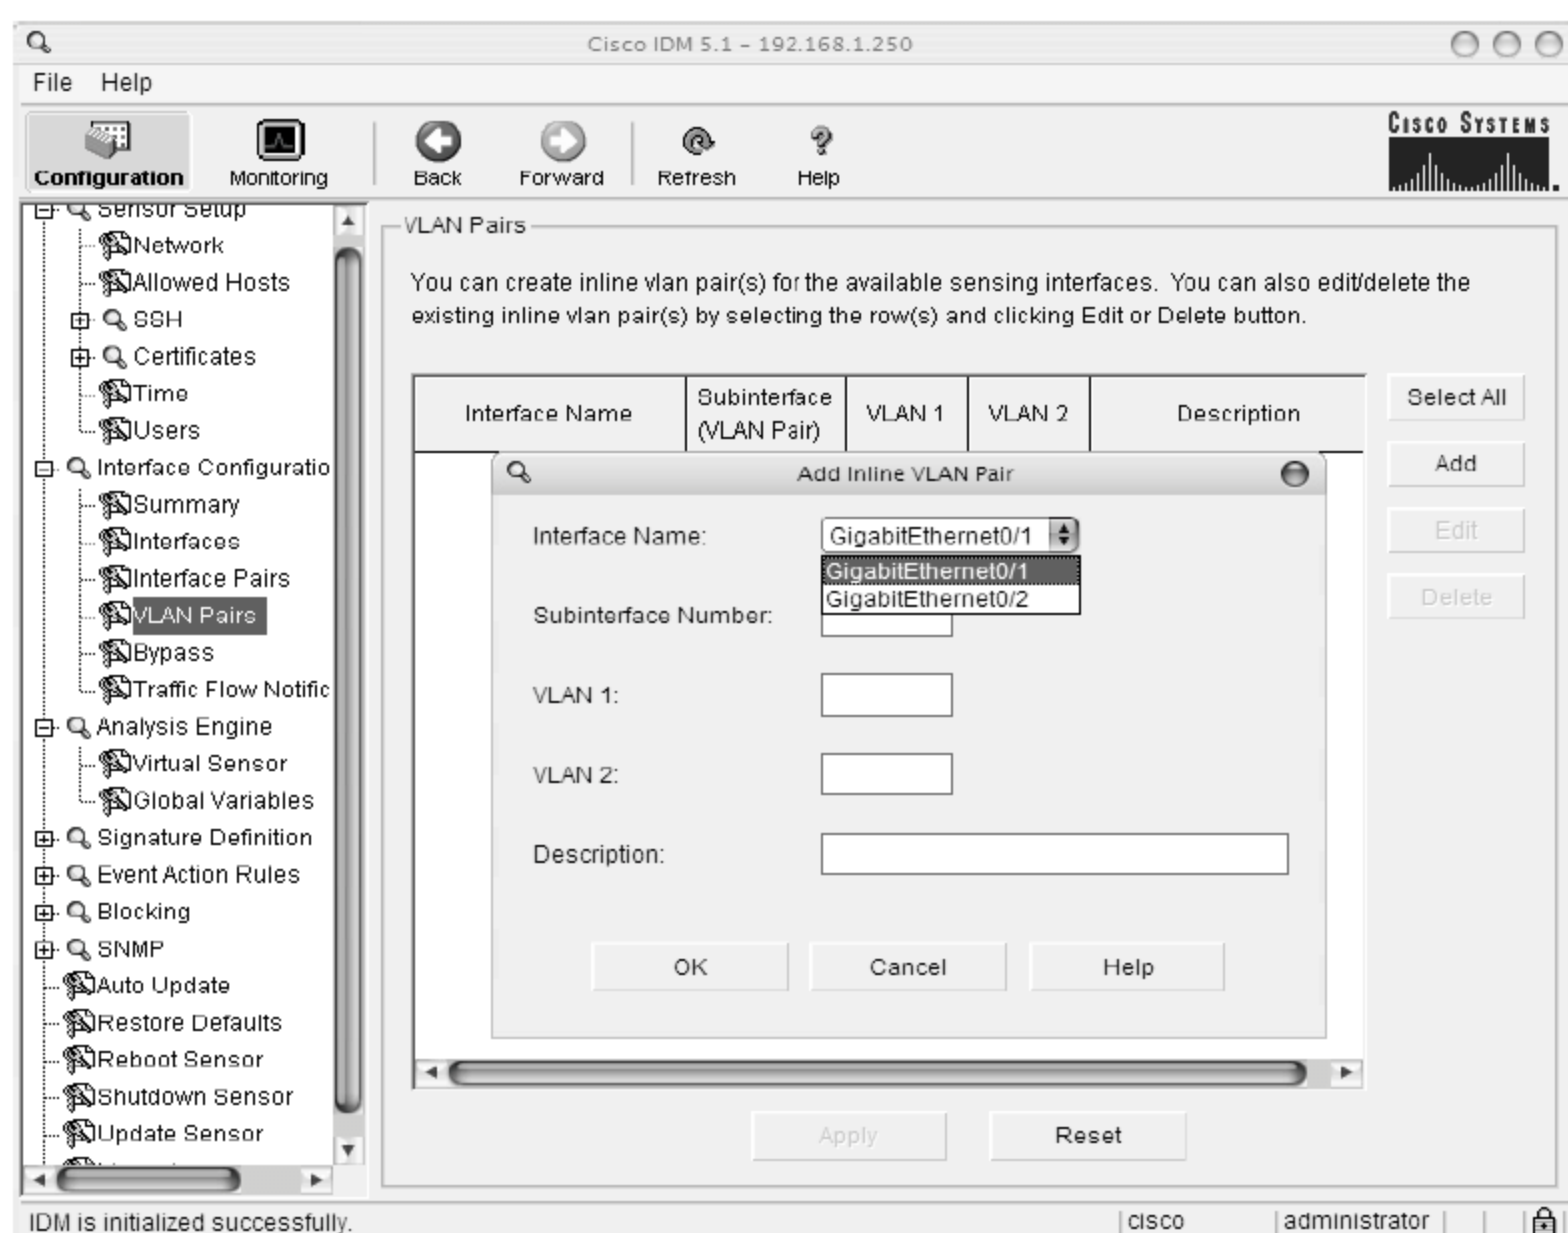 Cisco IDM 5.1 – 192.168.1.250
File Help
Configuration Monitoring Back Forward Refresh Help
CISCO SYSTEMS
Sensor Setup
Network
Allowed Hosts
SSH
Certificates
Time
Users
Interface Configuratio
Summary
Interfaces
Interface Pairs
VLAN Pairs
Bypass
Traffic Flow Notific
Analysis Engine
Virtual Sensor
Global Variables
Signature Definition
Event Action Rules
Blocking
SNMP
Auto Update
Restore Defaults
Reboot Sensor
Shutdown Sensor
Update Sensor
VLAN Pairs
You can create inline vlan pair(s) for the available sensing interfaces. You can also edit/delete the
existing inline vlan pair(s) by selecting the row(s) and clicking Edit or Delete button.
Interface Name Subinterface (VLAN Pair) VLAN 1 VLAN 2 Description
Select All
Add
Edit
Delete
Add Inline VLAN Pair
Interface Name: GigabitEthernet0/1
GigabitEthernet0/1
GigabitEthernet0/2
Subinterface Number:
VLAN 1:
VLAN 2:
Description:
OK Cancel Help
Apply Reset
IDM is initialized successfully. cisco administrator